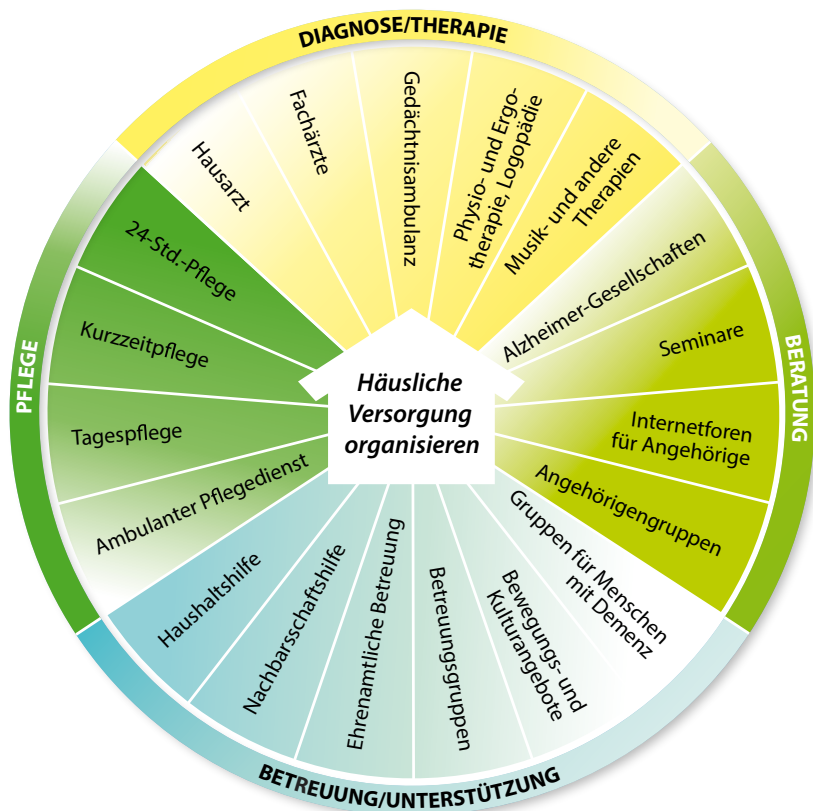 DIAGNOSE/THERAPIE
Hausarzt
Fachärzte
Gedächtnisambulanz
Physio- und Ergo-
therapie, Logopädie
Musik- und andere
Therapien
BERATUNG
Alzheimer-Gesellschaften
Seminare
Internetforen
für Angehörige
Angehörigengruppen
BETREUUNG/UNTERSTÜTZUNG
Gruppen für Menschen
mit Demenz
Bewegungs- und
Kulturangebote
Betreuungsgruppen
Ehrenamtliche Betreuung
Nachbarsschaftshilfe
Haushaltshilfe
PFLEGE
Ambulanter Pflegedienst
Tagespflege
Kurzzeitpflege
24-Std.-Pflege
Häusliche
Versorgung
organisieren